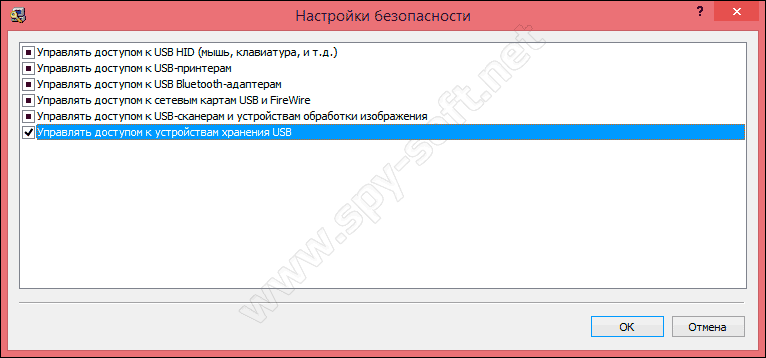 Настройки безопасности
?
Управлять доступом к USB HID (мышь, клавиатура, и т.д.)
Управлять доступом к USB-принтерам
Управлять доступом к USB Bluetooth-адаптерам
Управлять доступом к сетевым картам USB и FireWire
Управлять доступом к USB-сканерам и устройствам обработки изображения
Управлять доступом к устройствам хранения USB
www.spy-soft.net
OK
Отмена